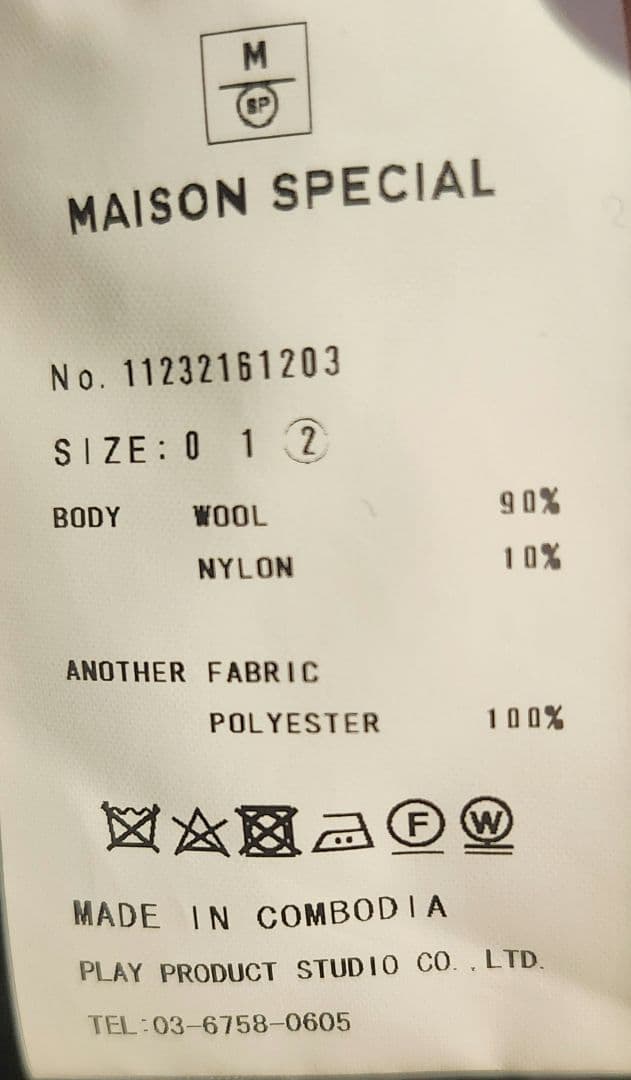 M
SP
MAISON SPECIAL
No. 11232161203
SIZE: 0 1 2
BODY WOOL 90%
NYLON 10%
ANOTHER FABRIC
POLYESTER 100%
F W
MADE IN COMBODIA
PLAY PRODUCT STUDIO CO.,LTD.
TEL:03-6758-0605